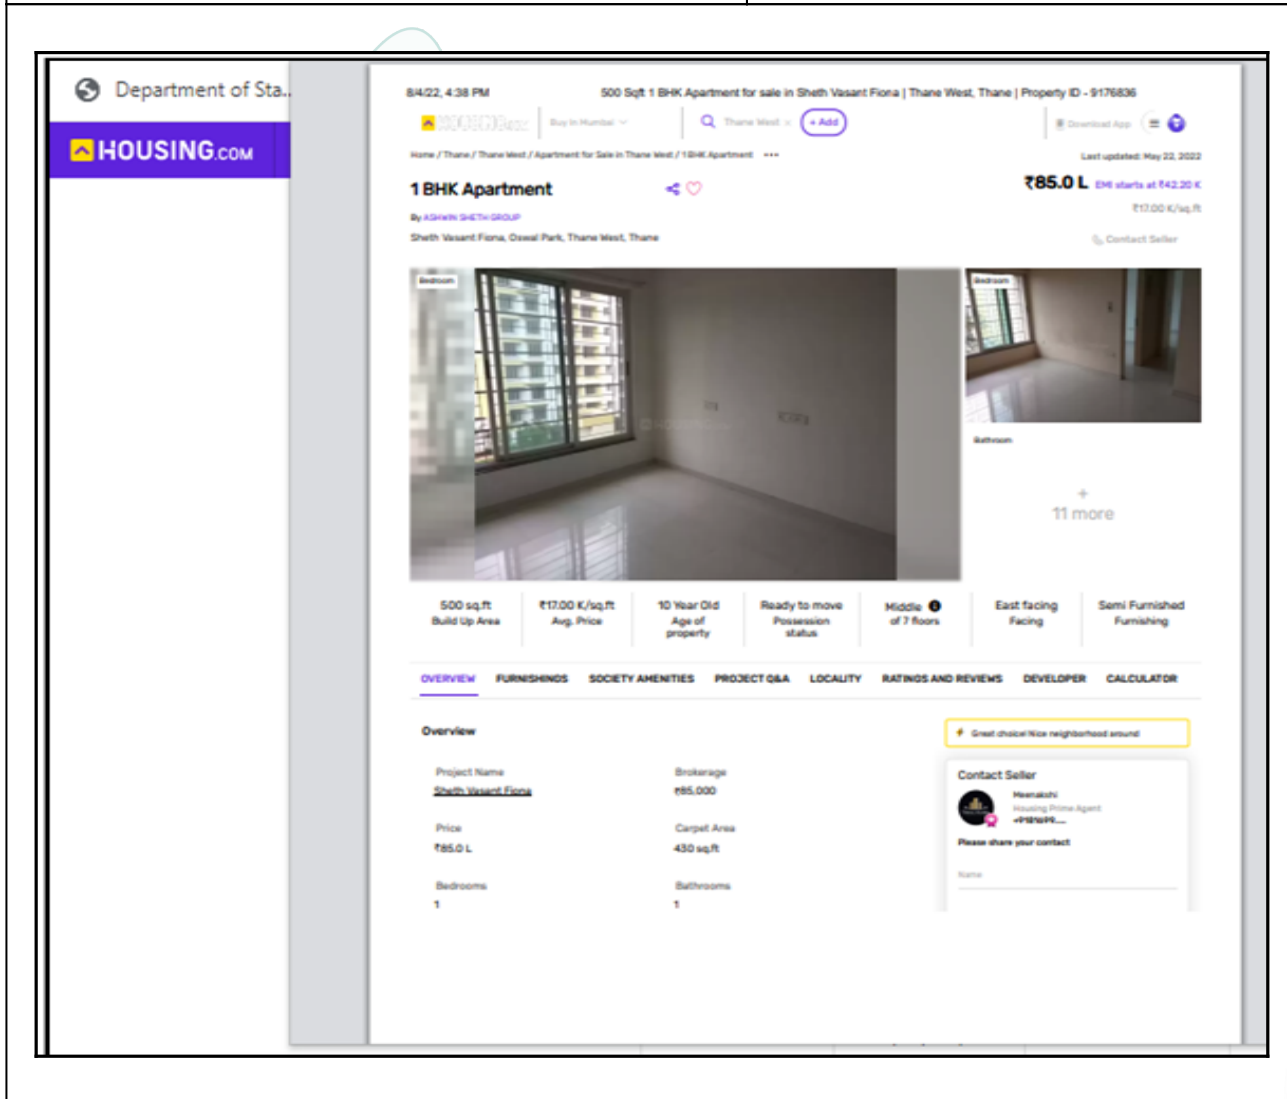 Department of Sta..
HOUSING.COM
8/4/22, 4:38 PM
500 Sqft 1 BHK Apartment for sale in Sheth Vasant Fiona | Thane West, Thane | Property ID - 9176836
Buy in Mumbai
Thane West ×
+ Add
Download App
Home / Thane / Thane West / Apartment for Sale in Thane West / 1 BHK Apartment
Last updated: May 22, 2022
1 BHK Apartment
₹85.0 L EMI starts at ₹42.20 K
By ASHWIN SHETH GROUP
₹17.00 K/sq.ft
Sheth Vasant Fiona, Oswal Park, Thane West, Thane
Contact Seller
Bedroom
Bedroom
Bathroom
+
11 more
500 sq.ft
Build Up Area
₹17.00 K/sq.ft
Avg. Price
10 Year Old
Age of
property
Ready to move
Possession
status
Middle
of 7 floors
East facing
Facing
Semi Furnished
Furnishing
OVERVIEW FURNISHINGS SOCIETY AMENITIES PROJECT Q&A LOCALITY RATINGS AND REVIEWS DEVELOPER CALCULATOR
Overview
Great choice! Nice neighborhood around
Project Name
Sheth Vasant Fiona
Brokerage
₹85,000
Price
₹85.0 L
Carpet Area
430 sq.ft
Bedrooms
1
Bathrooms
1
Contact Seller
Meenakshi
Housing Prime Agent
Please share your contact
Name